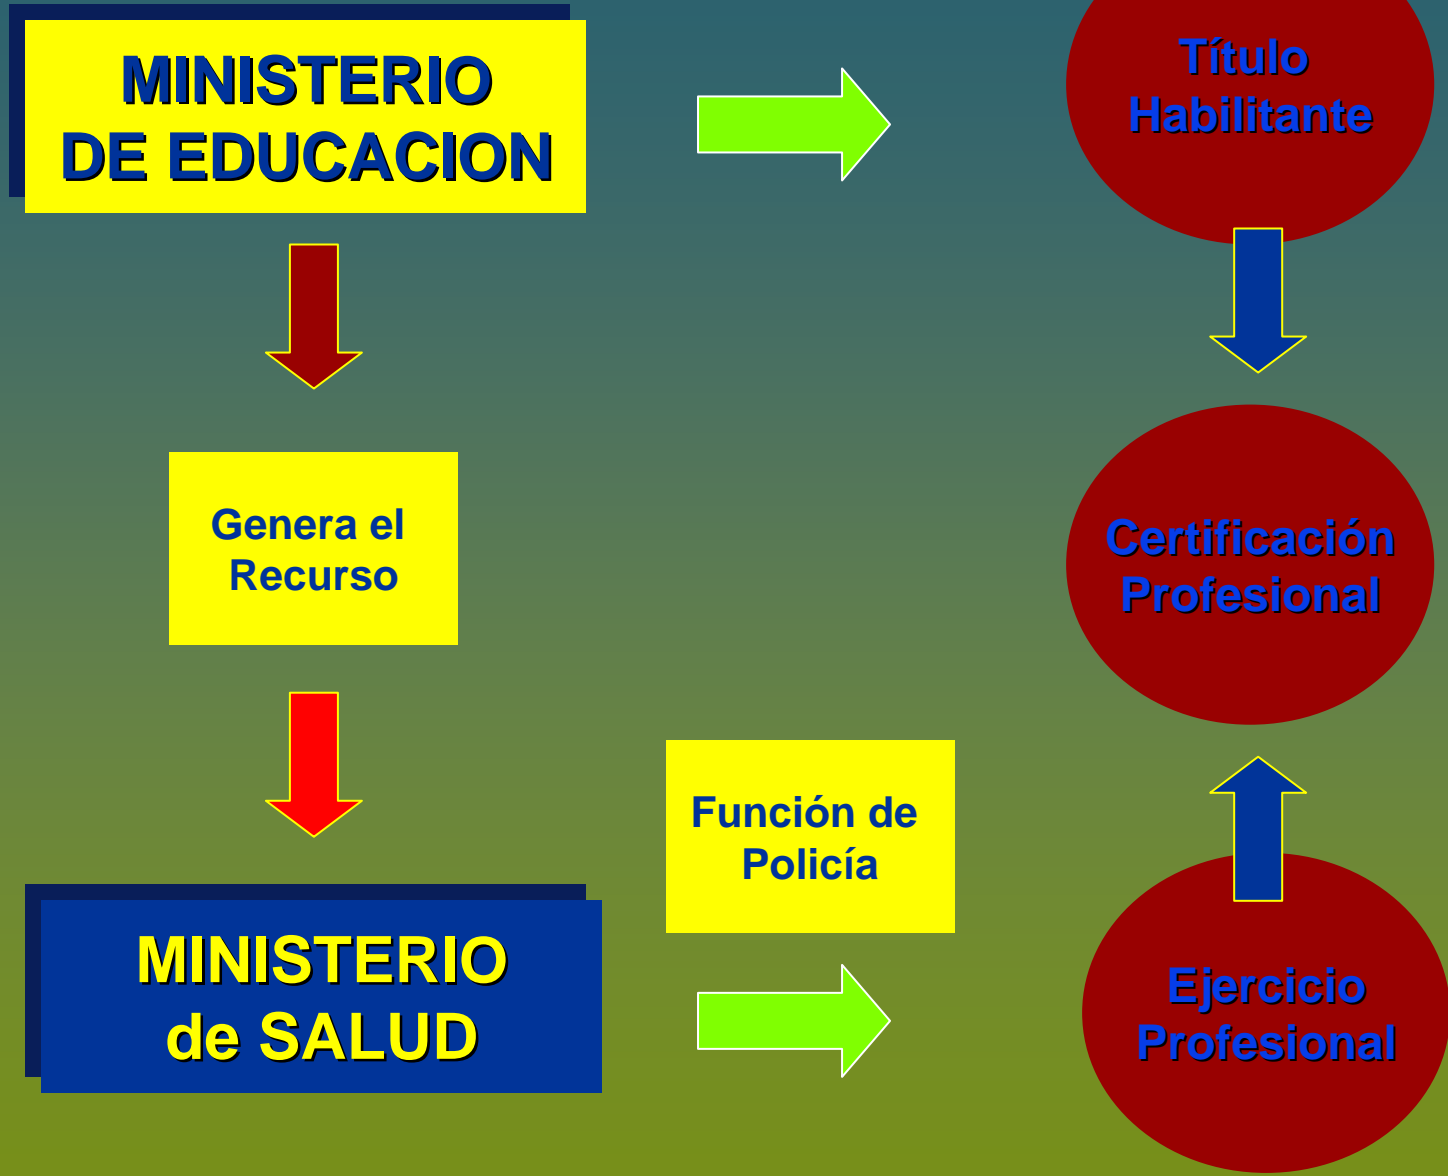 MINISTERIO
DE EDUCACION
Título
Habilitante
Genera el
Recurso
Certificación
Profesional
Función de
Policía
MINISTERIO
de SALUD
Ejercicio
Profesional